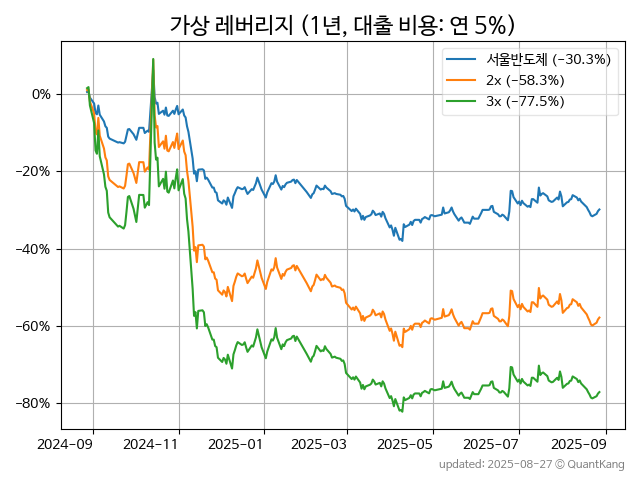 가상 레버리지 (1년, 대출 비용: 연 5%)
서울반도체 (−30.3%)
2x (−58.3%)
3x (−77.5%)
0%
−20%
−40%
−60%
−80%
2024-09 2024-11 2025-01 2025-03 2025-05 2025-07 2025-09
updated: 2025-08-27 © QuantKang